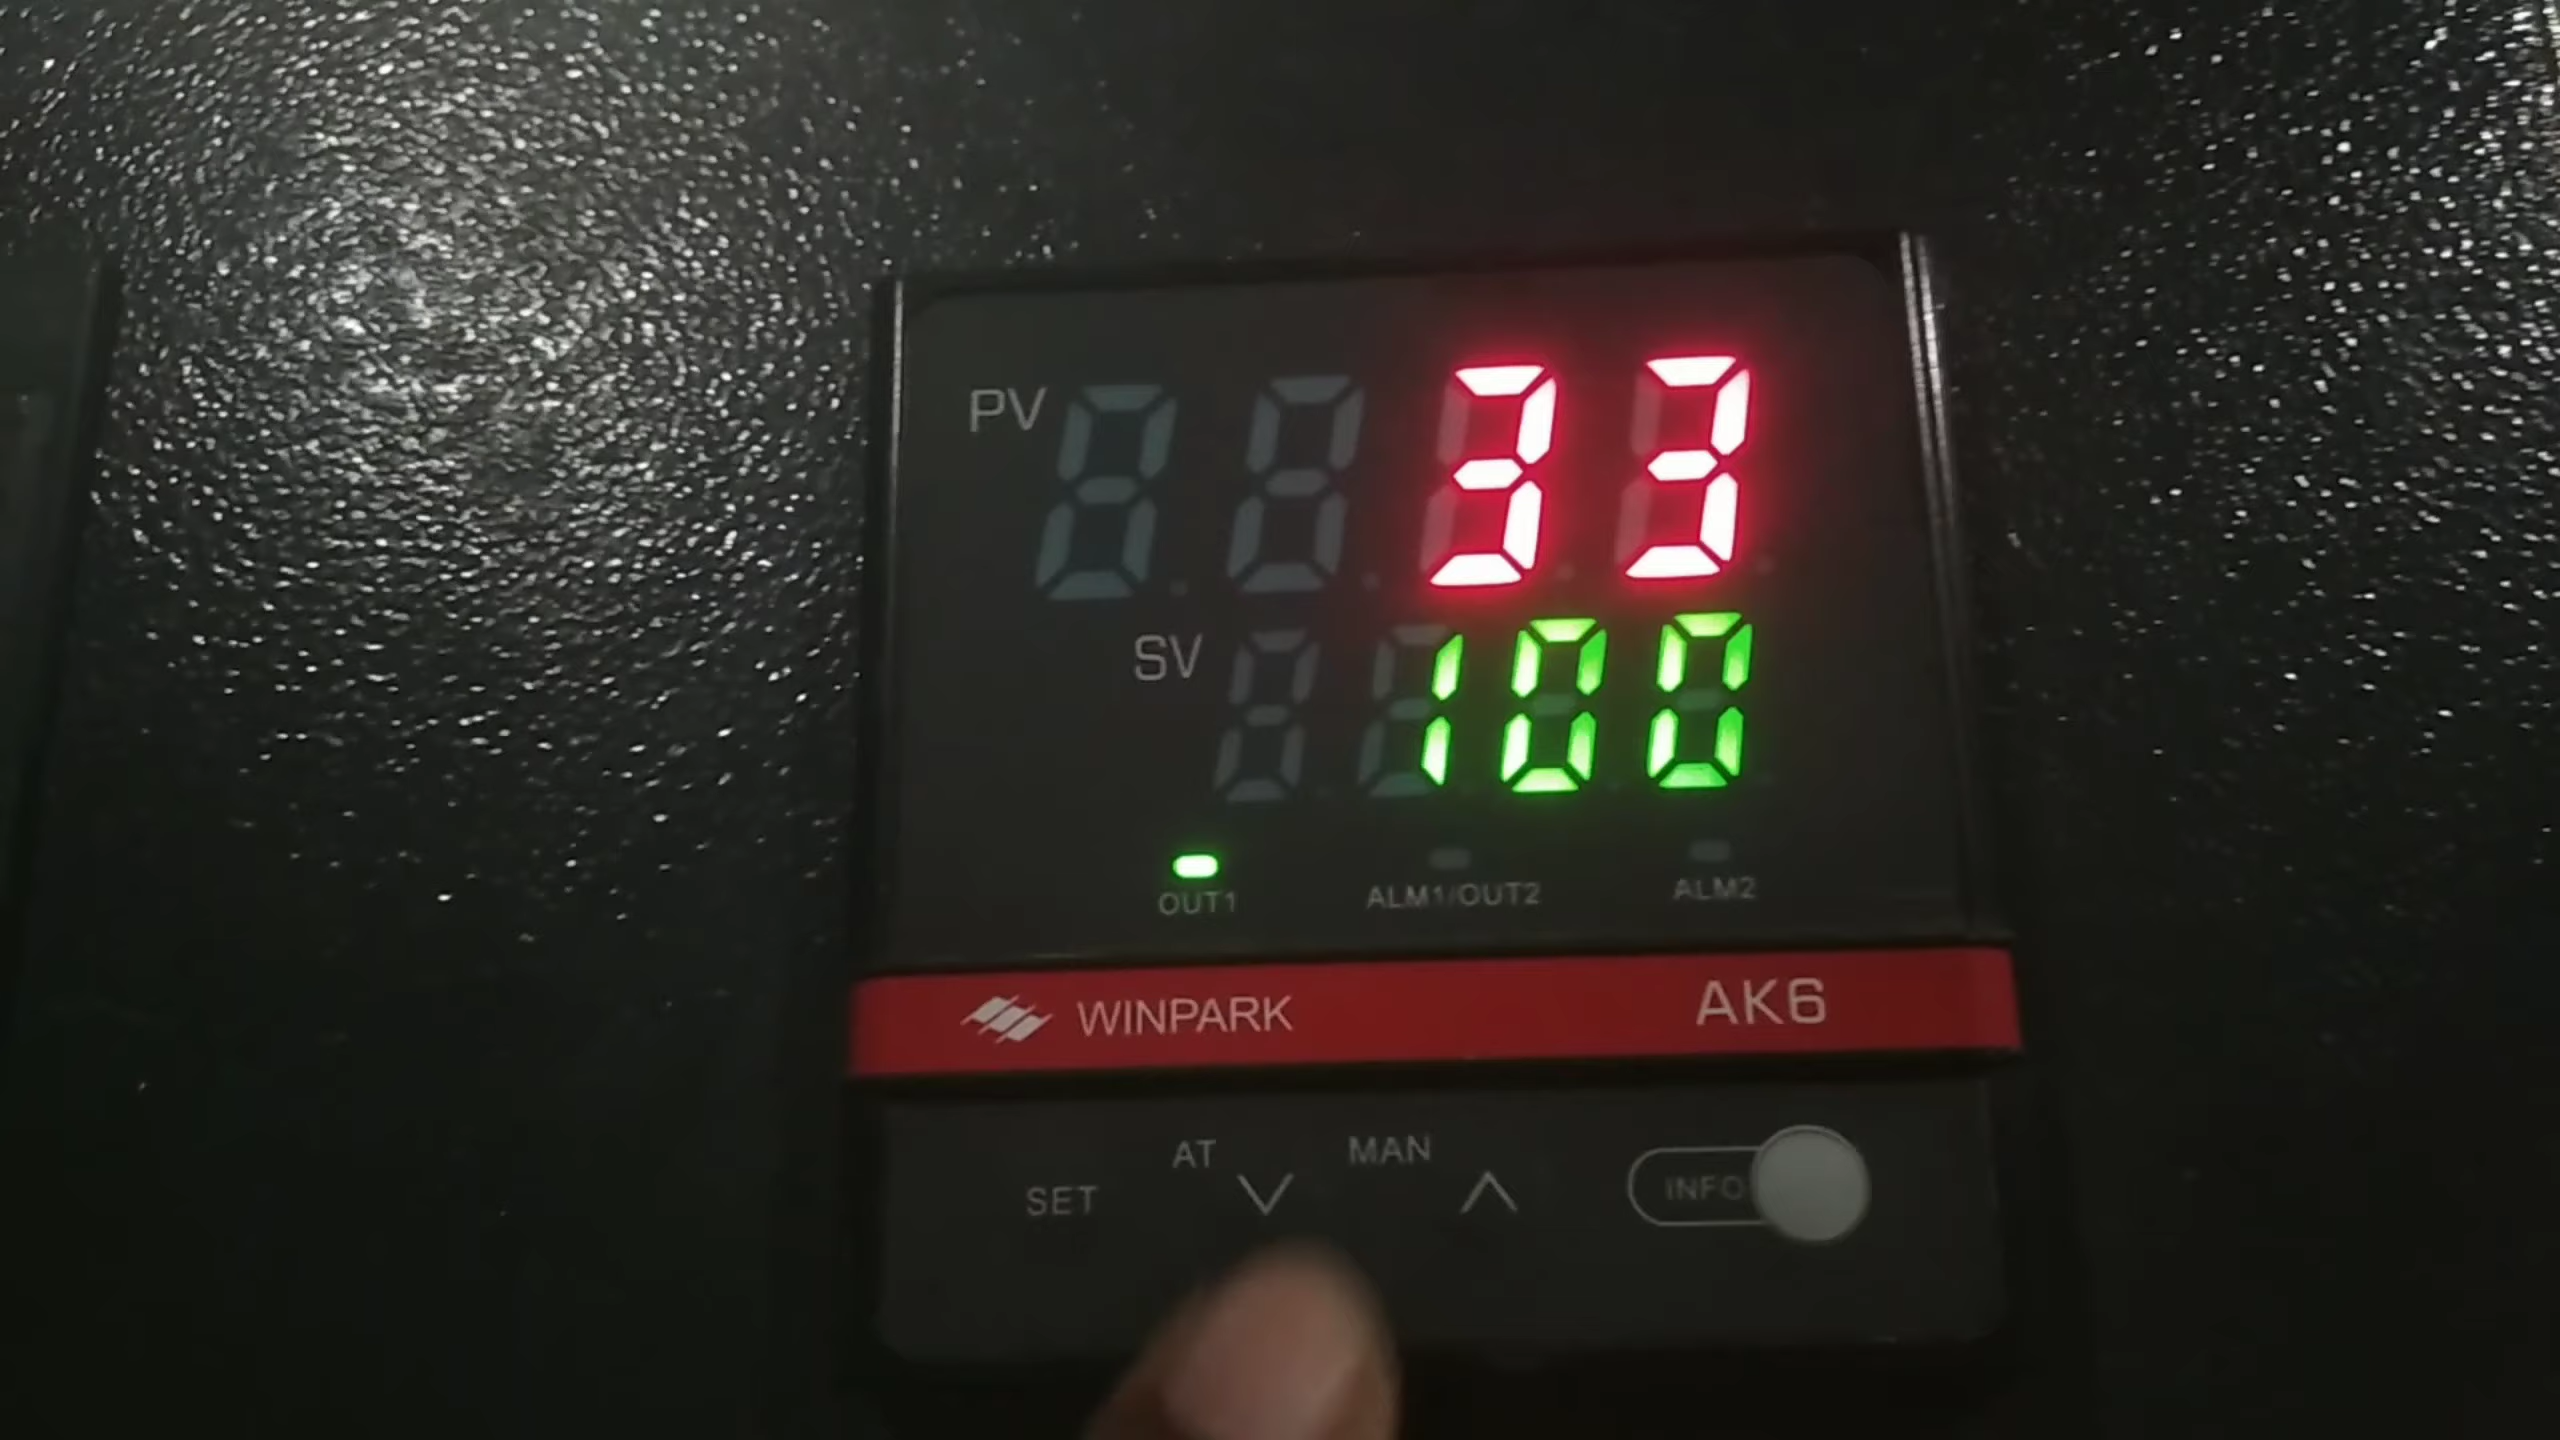 PV 33
SV 100
OUT1 ALM1/OUT2 ALM2
WINPARK AK6
AT MAN
SET INFO